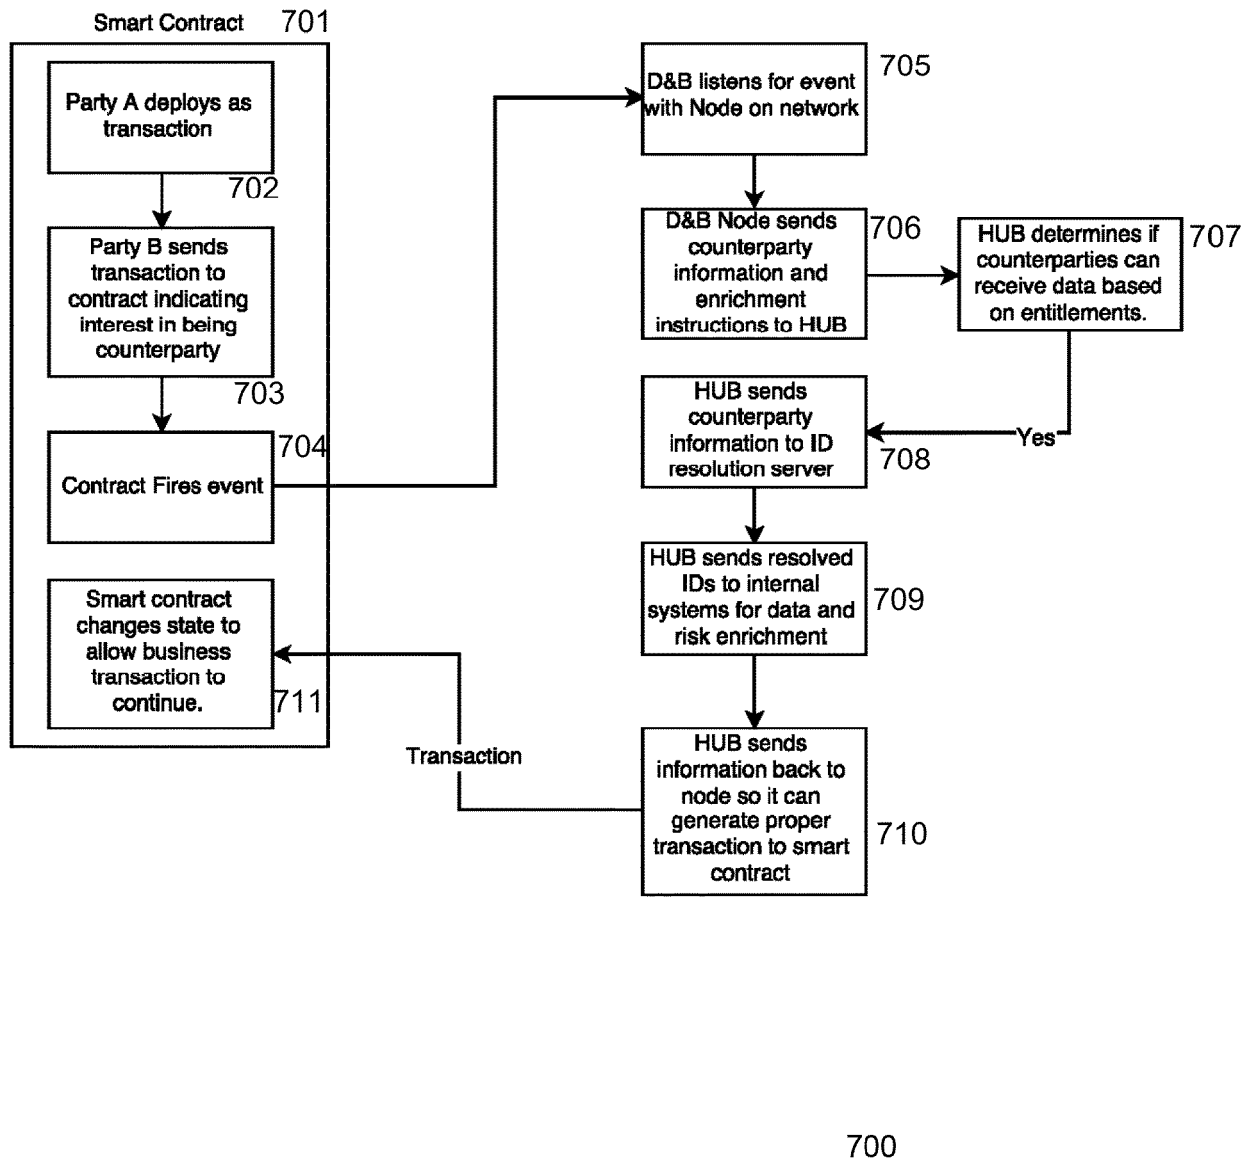 Smart Contract 701
Party A deploys as
transaction
702
Party B sends
transaction to
contract indicating
interest in being
counterparty
703
704
Contract Fires event
Smart contract
changes state to
allow business
transaction to
continue.
711
Transaction
D&B listens for event
with Node on network
705
D&B Node sends
counterparty
information and
enrichment
instructions to HUB
706
HUB determines if
counterparties can
receive data based
on entitlements.
707
Yes
HUB sends
counterparty
information to ID
resolution server
708
HUB sends resolved
IDs to internal
systems for data and
risk enrichment
709
HUB sends
information back to
node so it can
generate proper
transaction to smart
contract
710
700